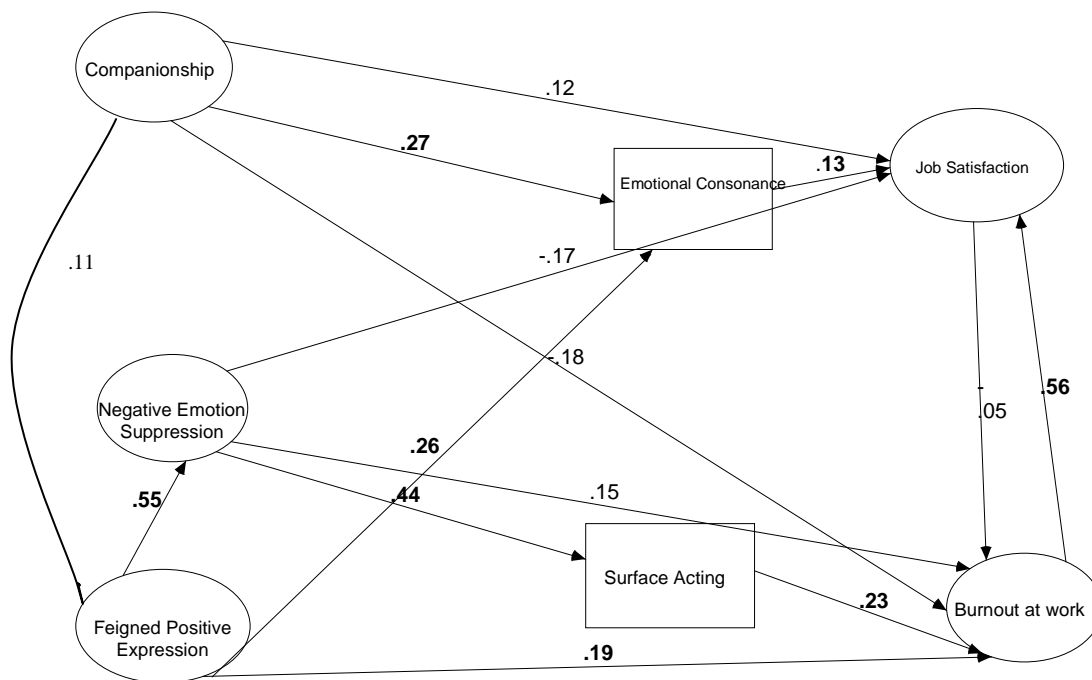 Companionship
.12
.27
Emotional Consonance
.13
Job Satisfaction
-.17
.11
-.18
Negative Emotion
Suppression
-
.05
.56
.26
.44
.15
.55
Surface Acting
.23
Burnout at work
Feigned Positive
Expression
.19